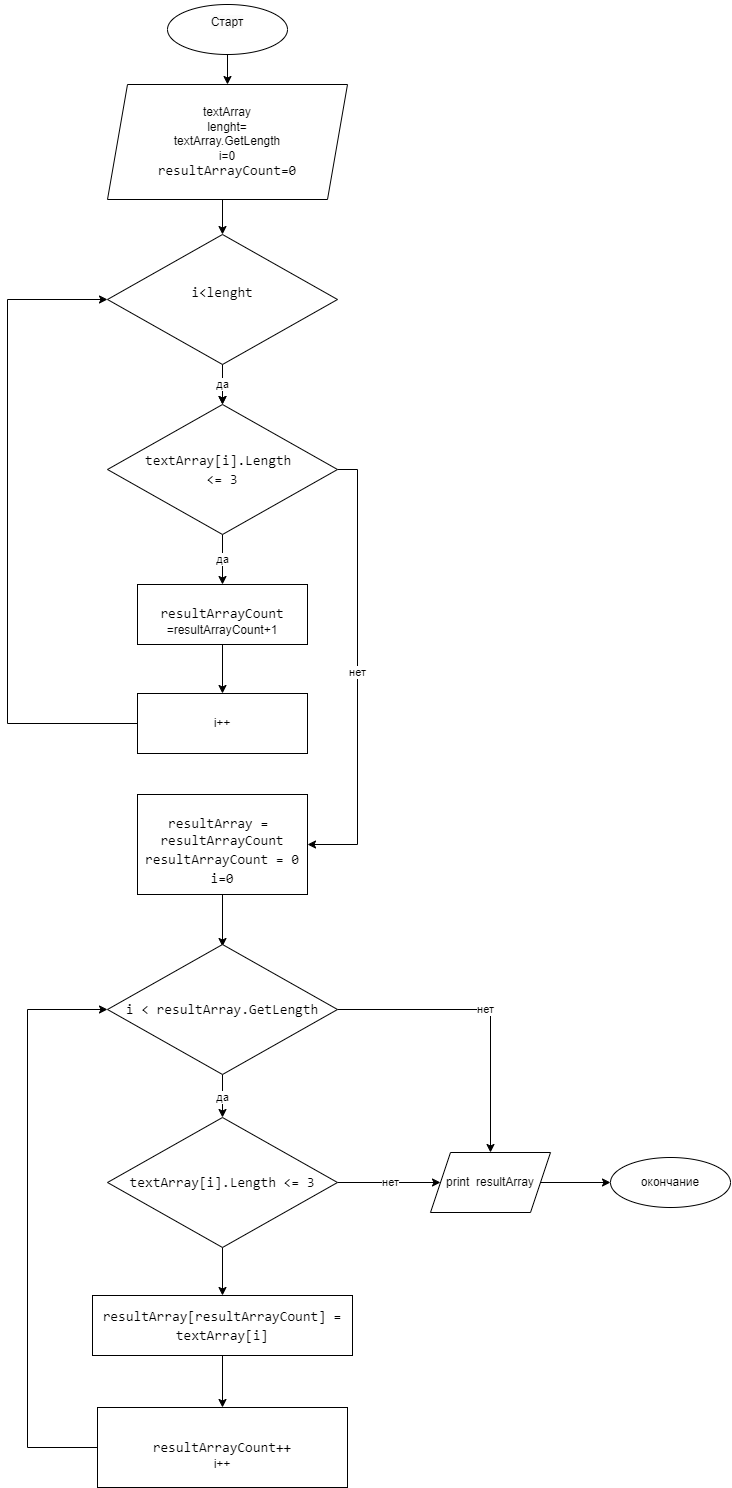 Старт
textArray
lenght=
textArray.GetLength
i=0
resultArrayCount=0
i<lenght
да
textArray[i].Length
<= 3
да
resultArrayCount
=resultArrayCount+1
нет
i++
resultArray =
resultArrayCount
resultArrayCount = 0
i=0
i < resultArray.GetLength
нет
да
textArray[i].Length <= 3
нет
print resultArray
окончание
resultArray[resultArrayCount] =
textArray[i]
resultArrayCount++
i++